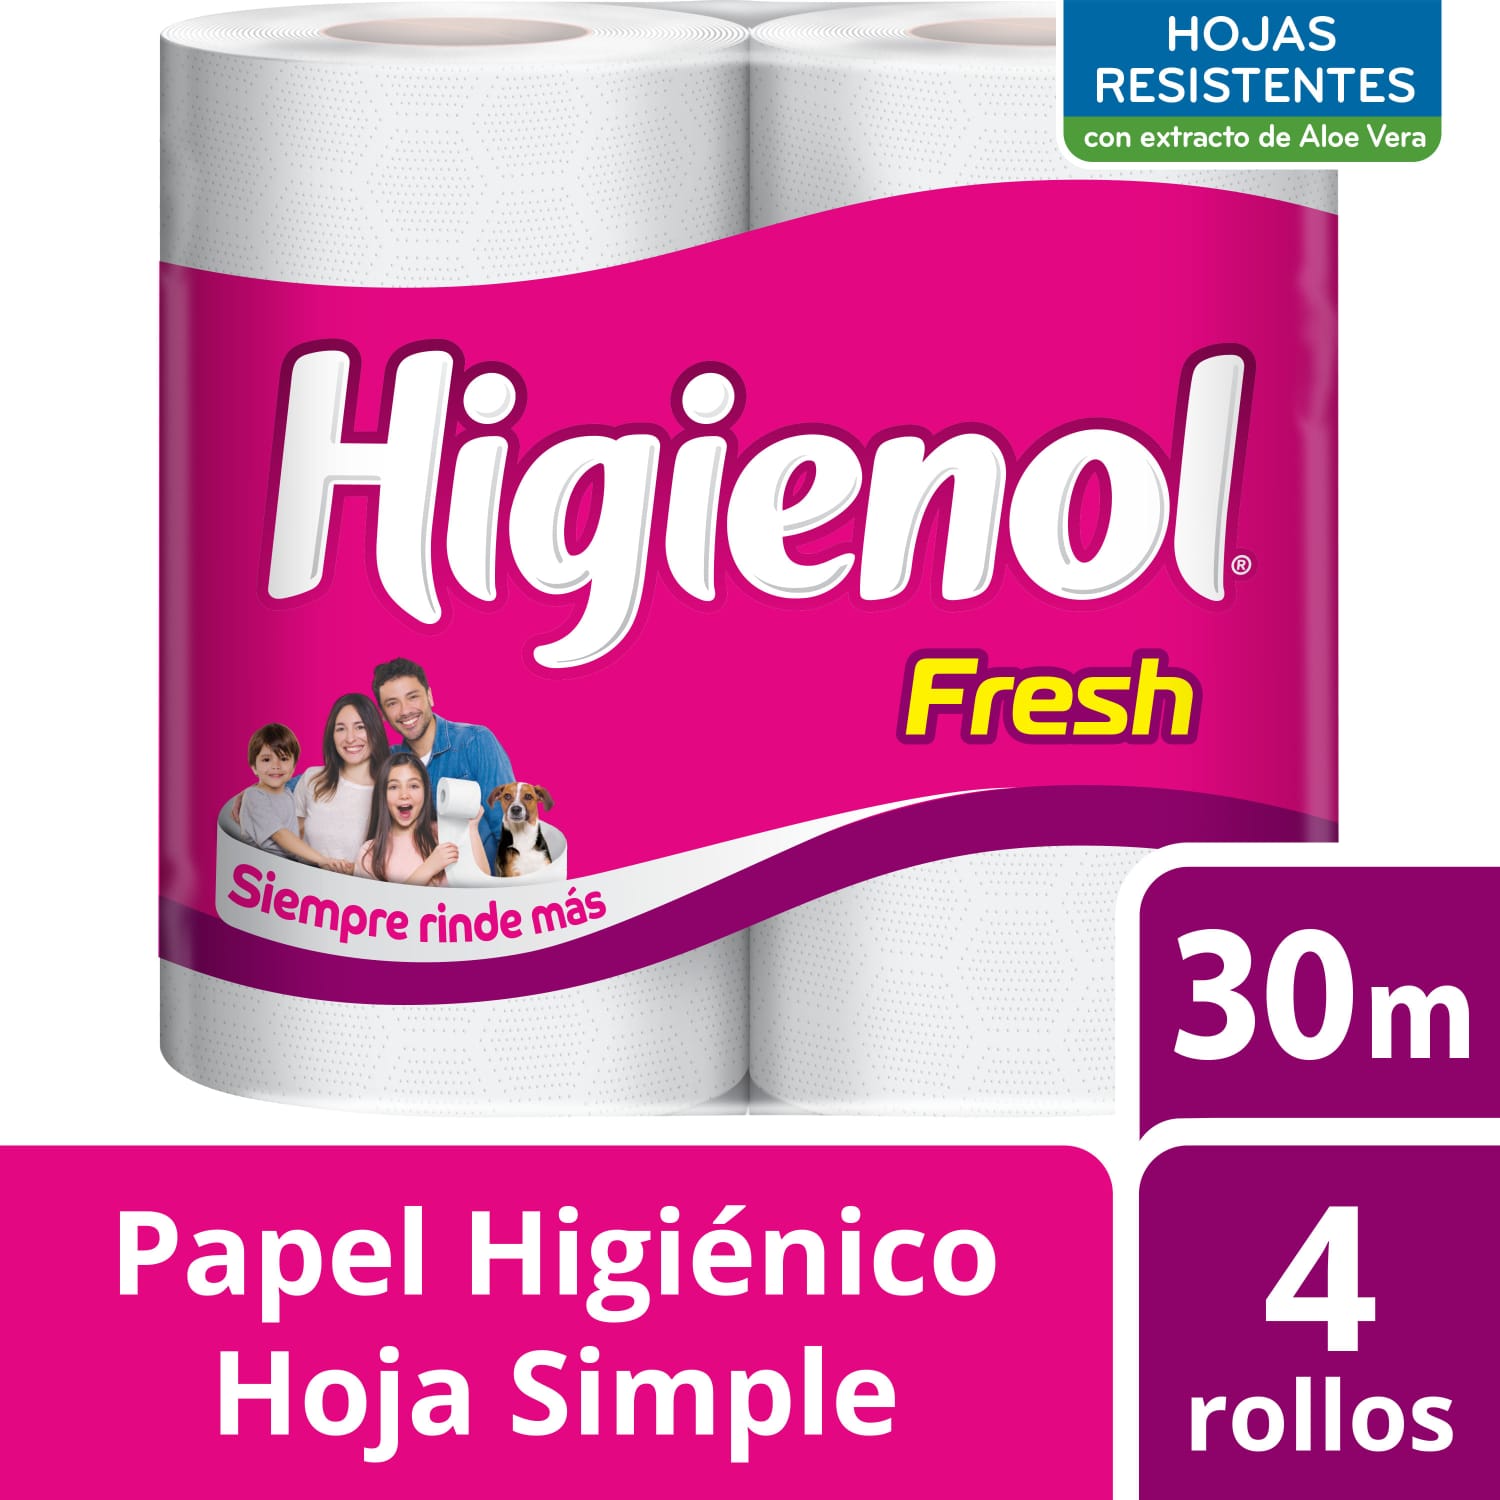 HOJAS
RESISTENTES
con extracto de Aloe Vera
Higienol®
Fresh
Siempre rinde más
30m
Papel Higiénico
Hoja Simple
4
rollos